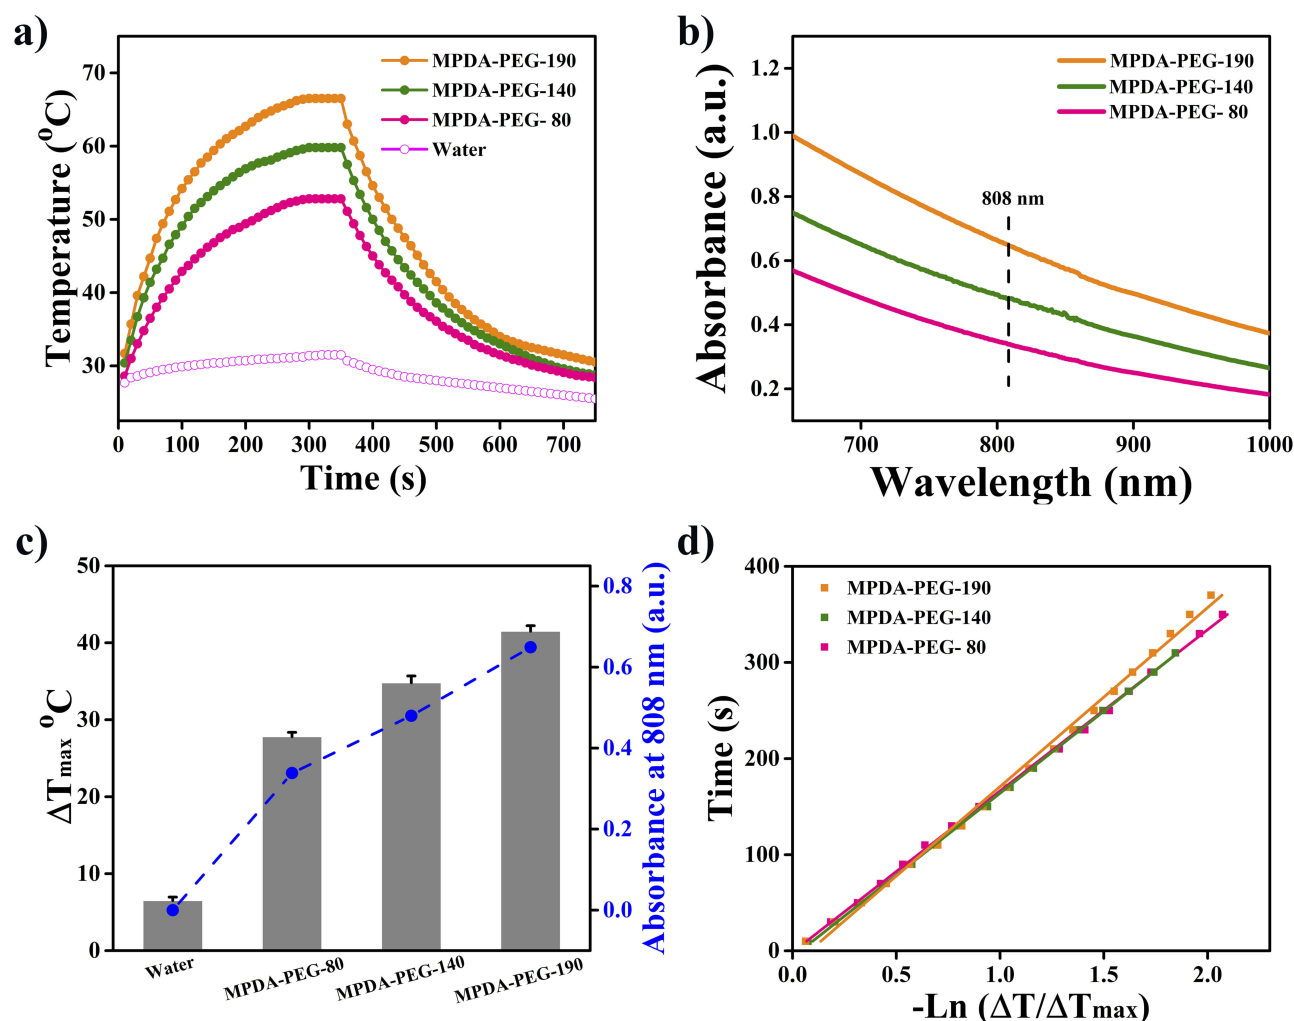 a)
MPDA-PEG-190
MPDA-PEG-140
MPDA-PEG- 80
Water
Temperature (⁰C)
70
60
50
40
30
0 100 200 300 400 500 600 700
Time (s)
b)
MPDA-PEG-190
MPDA-PEG-140
MPDA-PEG- 80
808 nm
Absorbance (a.u.)
1.2
1.0
0.8
0.6
0.4
0.2
700 800 900 1000
Wavelength (nm)
c)
ΔTmax ⁰C
50
40
30
20
10
0
0.8
0.6
0.4
0.2
0.0
Absorbance at 808 nm (a.u.)
Water MPDA-PEG-80 MPDA-PEG-140 MPDA-PEG-190
d)
MPDA-PEG-190
MPDA-PEG-140
MPDA-PEG- 80
Time (s)
400
300
200
100
0
0.0 0.5 1.0 1.5 2.0
-Ln (ΔT/ΔTmax)